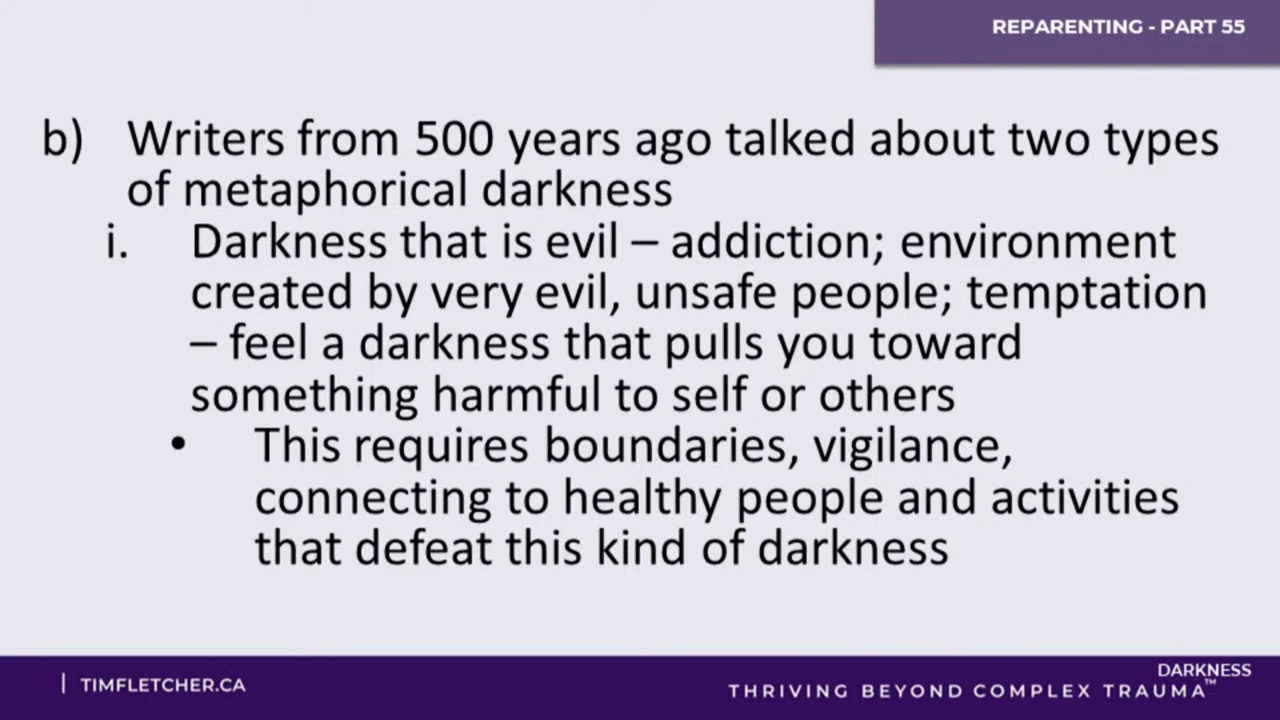 REPARENTING - PART 55
b) Writers from 500 years ago talked about two types
of metaphorical darkness
i. Darkness that is evil – addiction; environment
created by very evil, unsafe people; temptation
– feel a darkness that pulls you toward
something harmful to self or others
• This requires boundaries, vigilance,
connecting to healthy people and activities
that defeat this kind of darkness
| TIMFLETCHER.CA
DARKNESS
THRIVING BEYOND COMPLEX TRAUMA™